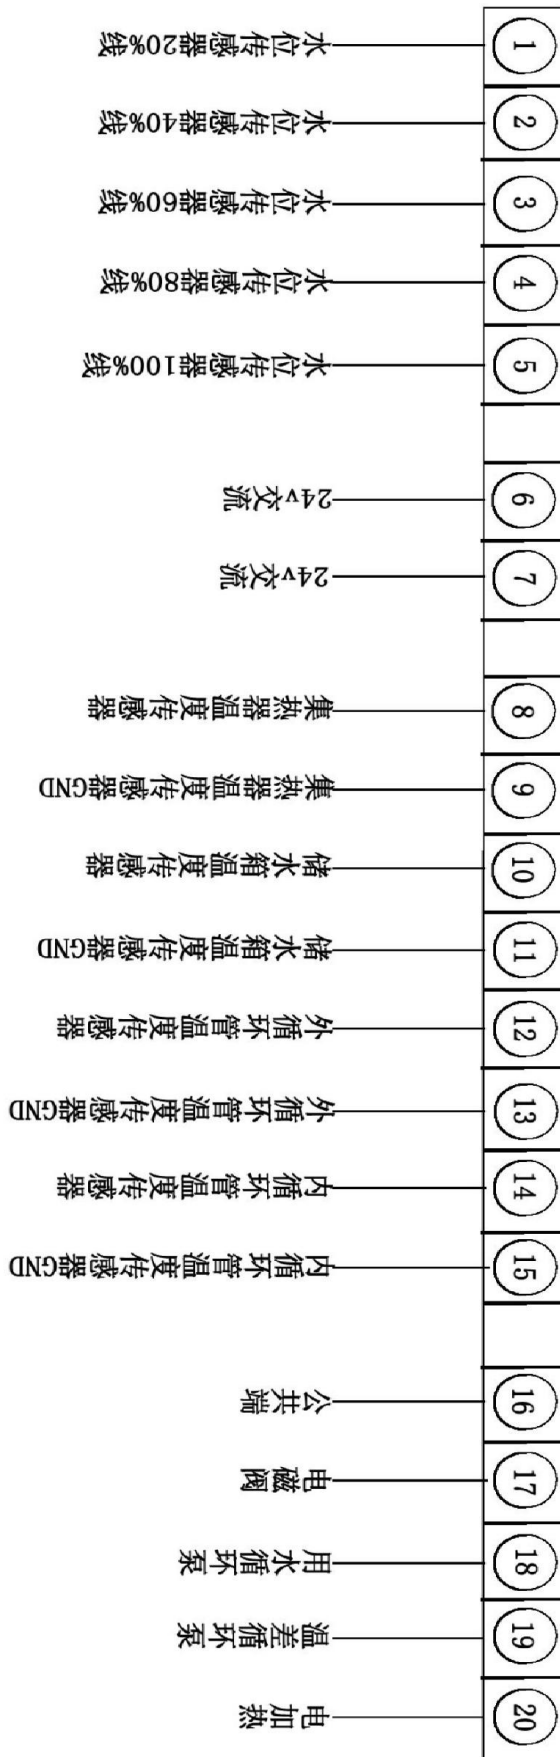 1 水位传感器20%线
2 水位传感器40%线
3 水位传感器60%线
4 水位传感器80%线
5 水位传感器100%线
6 24v交流
7 24v交流
8 集热器温度传感器
9 集热器温度传感器GND
10 储水箱温度传感器
11 储水箱温度传感器GND
12 外循环管温度传感器
13 外循环管温度传感器GND
14 内循环管温度传感器
15 内循环管温度传感器GND
16 公共端
17 电磁阀
18 用水循环泵
19 温差循环泵
20 电加热